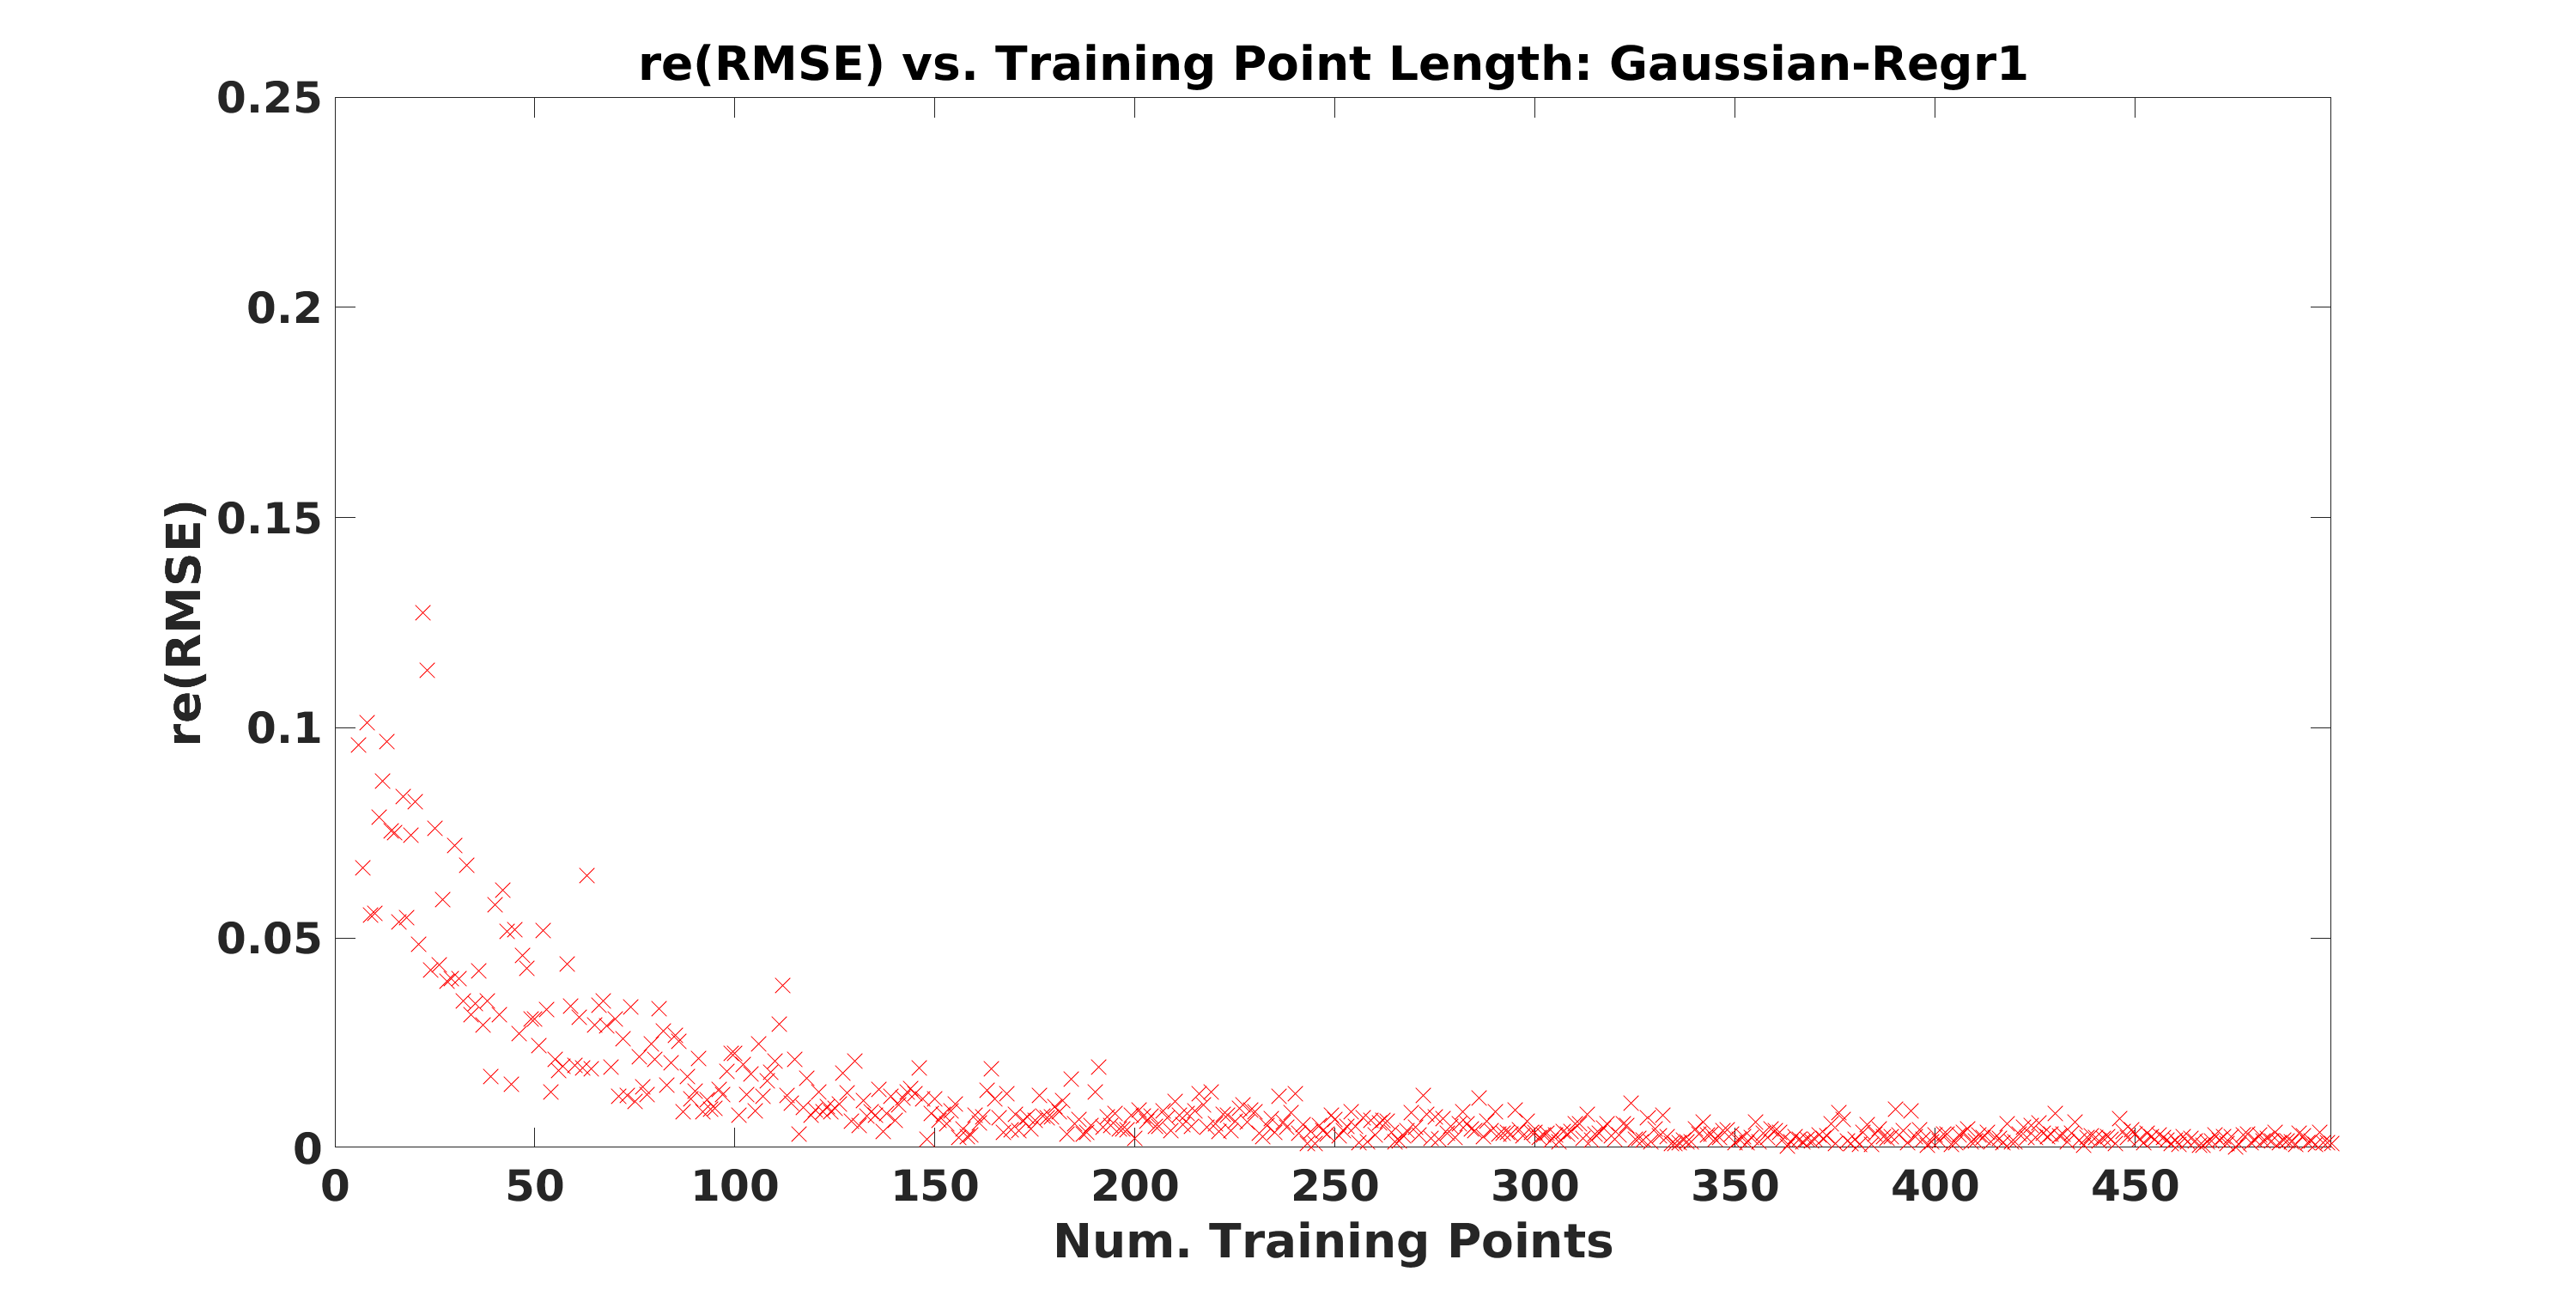 re(RMSE) vs. Training Point Length: Gaussian-Regr1
0.25
0.2
0.15
0.1
0.05
0
re(RMSE)
0 50 100 150 200 250 300 350 400 450
Num. Training Points